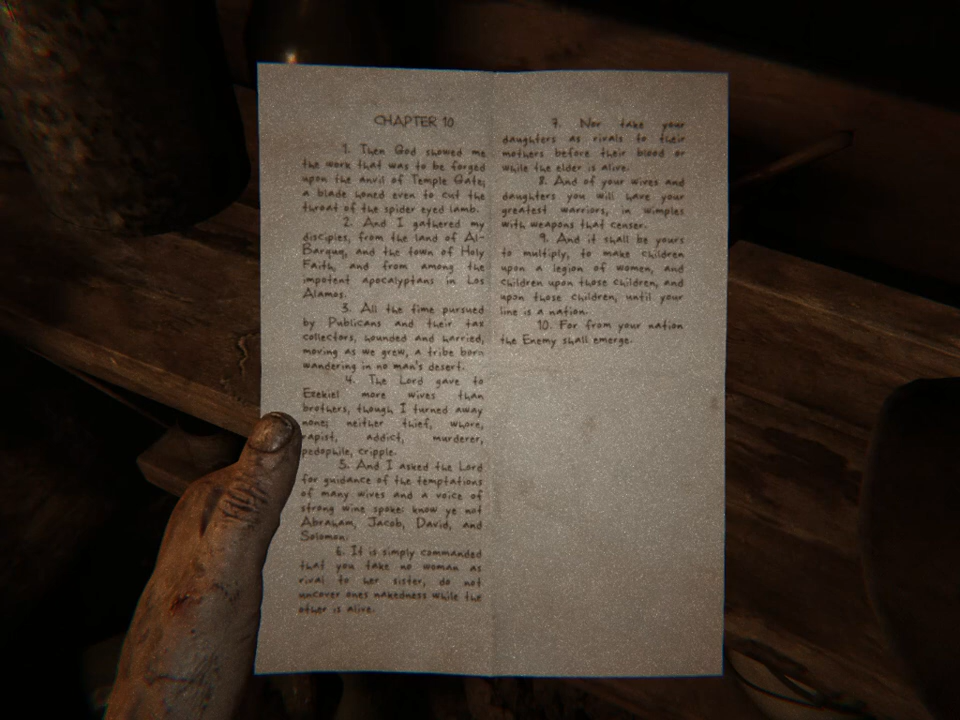 CHAPTER 10
1. Then God showed me
the work that was to be forged
upon the anvil of Temple Gate;
a blade honed even to cut the
throat of the spider eyed lamb.
2. And I gathered my
disciples, from the land of Al-
Barquq, and the town of Holy
Faith, and from among the
impotent apocalyptans in Los
Alamos.
3. All the time pursued
by Publicans and their tax
collectors, hounded and harried,
moving as we grew, a tribe born
wandering in no man's desert.
4. The Lord gave to
Ezekiel more wives than
brothers, though I turned away
none; neither thief, whore,
rapist, addict, murderer,
pedophile, cripple.
5. And I asked the Lord
for guidance of the temptations
of many wives and a voice of
strong wine spoke: know ye not
Abraham, Jacob, David, and
Solomon.
6. It is simply commanded
that you take no woman as
rival to her sister, do not
uncover ones nakedness while the
other is alive.
7. Nor take your
daughters as rivals to their
mothers before their blood or
while the elder is alive.
8. And of your wives and
daughters you will have your
greatest warriors, in wimples
with weapons that censer.
9. And it shall be yours
to multiply, to make children
upon a legion of women, and
children upon those children, and
upon those children, until your
line is a nation.
10. For from your nation
the Enemy shall emerge.